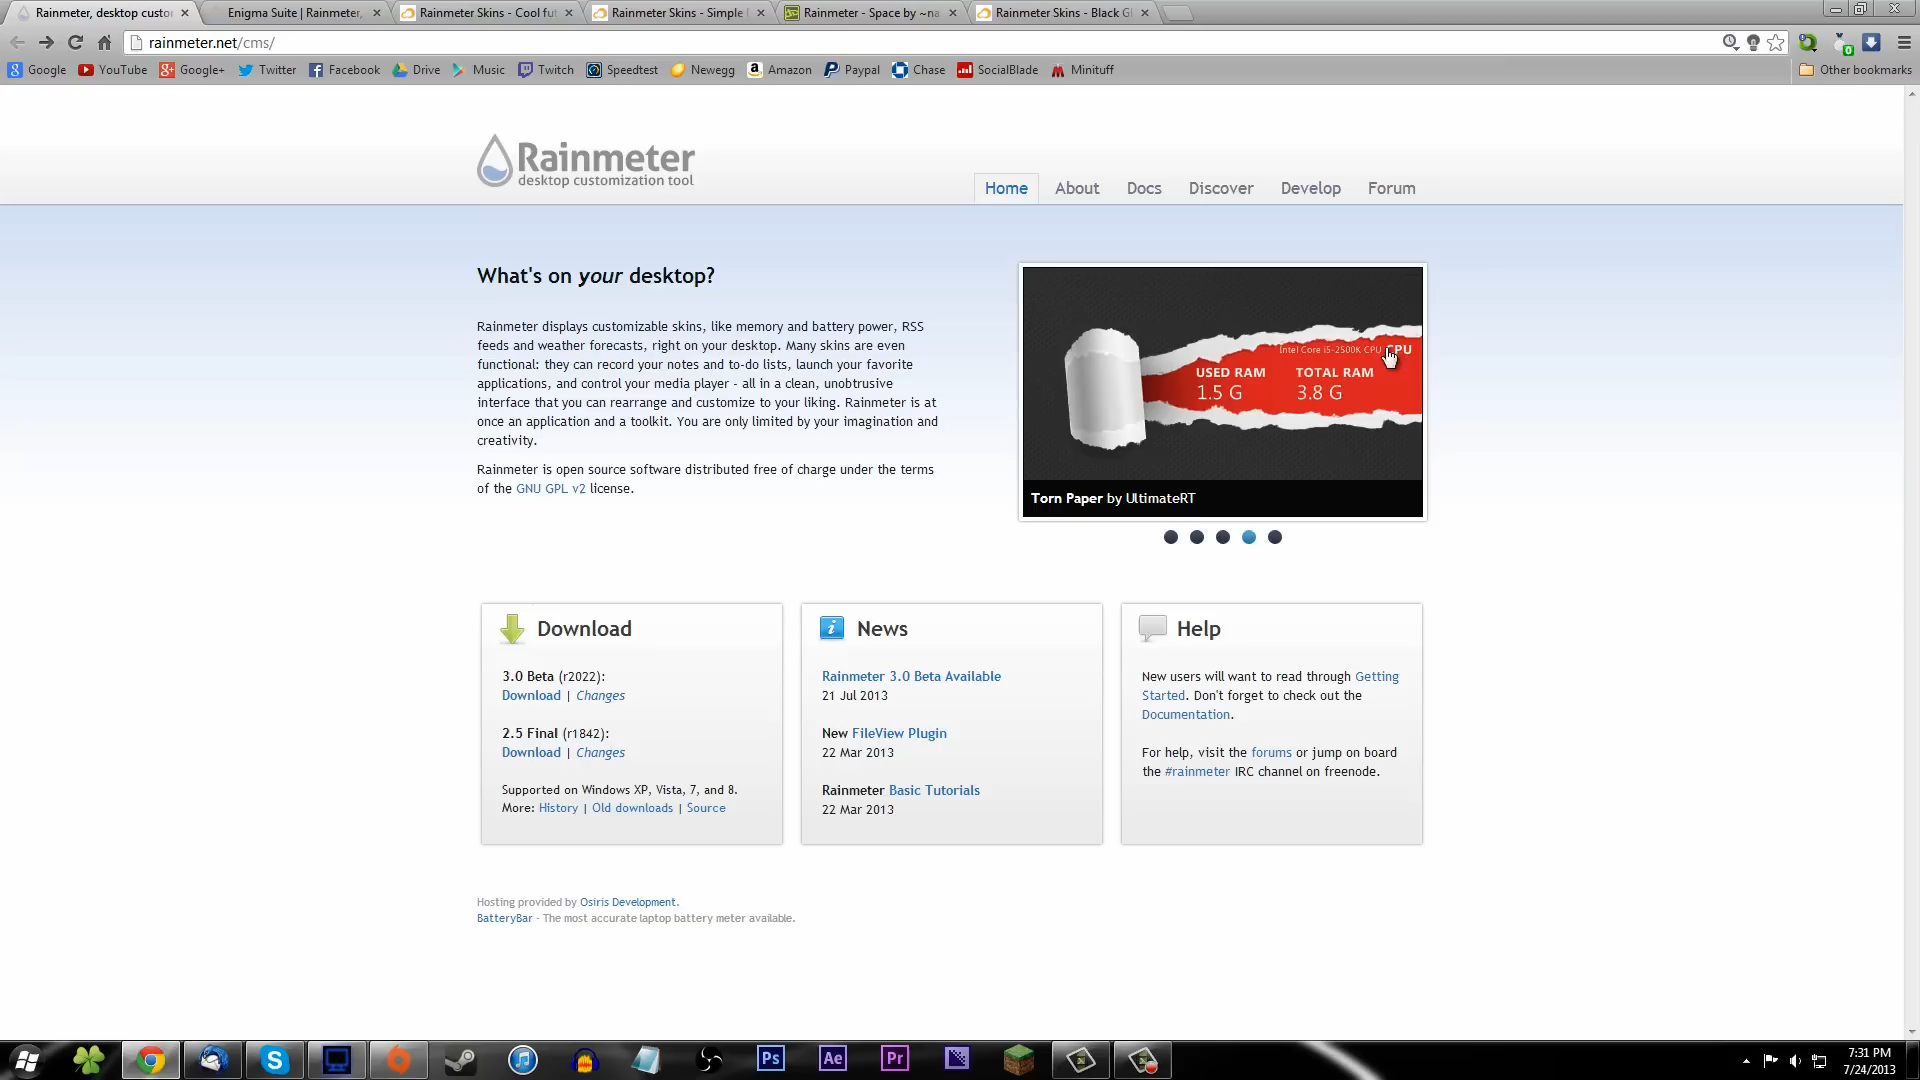 Rainmeter, desktop custo
Enigma Suite | Rainmeter,
Rainmeter Skins - Cool fu
Rainmeter Skins - Simple
Rainmeter - Space by ~na
Rainmeter Skins - Black G
rainmeter.net/cms/
Google
YouTube
Google+
Twitter
Facebook
Drive
Music
Twitch
Speedtest
Newegg
Amazon
Paypal
Chase
SocialBlade
Minituff
Other bookmarks
Rainmeter
desktop customization tool
Home
About
Docs
Discover
Develop
Forum
What's on your desktop?
Rainmeter displays customizable skins, like memory and battery power, RSS
feeds and weather forecasts, right on your desktop. Many skins are even
functional: they can record your notes and to-do lists, launch your favorite
applications, and control your media player - all in a clean, unobtrusive
interface that you can rearrange and customize to your liking. Rainmeter is at
once an application and a toolkit. You are only limited by your imagination and
creativity.
Rainmeter is open source software distributed free of charge under the terms
of the GNU GPL v2 license.
Intel Core i5-2500K CPU CPU
USED RAM TOTAL RAM
1.5 G 3.8 G
Torn Paper by UltimateRT
Download
3.0 Beta (r2022):
Download | Changes
2.5 Final (r1842):
Download | Changes
Supported on Windows XP, Vista, 7, and 8.
More: History | Old downloads | Source
News
Rainmeter 3.0 Beta Available
21 Jul 2013
New FileView Plugin
22 Mar 2013
Rainmeter Basic Tutorials
22 Mar 2013
Help
New users will want to read through Getting
Started. Don't forget to check out the
Documentation.
For help, visit the forums or jump on board
the #rainmeter IRC channel on freenode.
Hosting provided by Osiris Development.
BatteryBar - The most accurate laptop battery meter available.
Ps
Ae
Pr
7:31 PM
7/24/2013